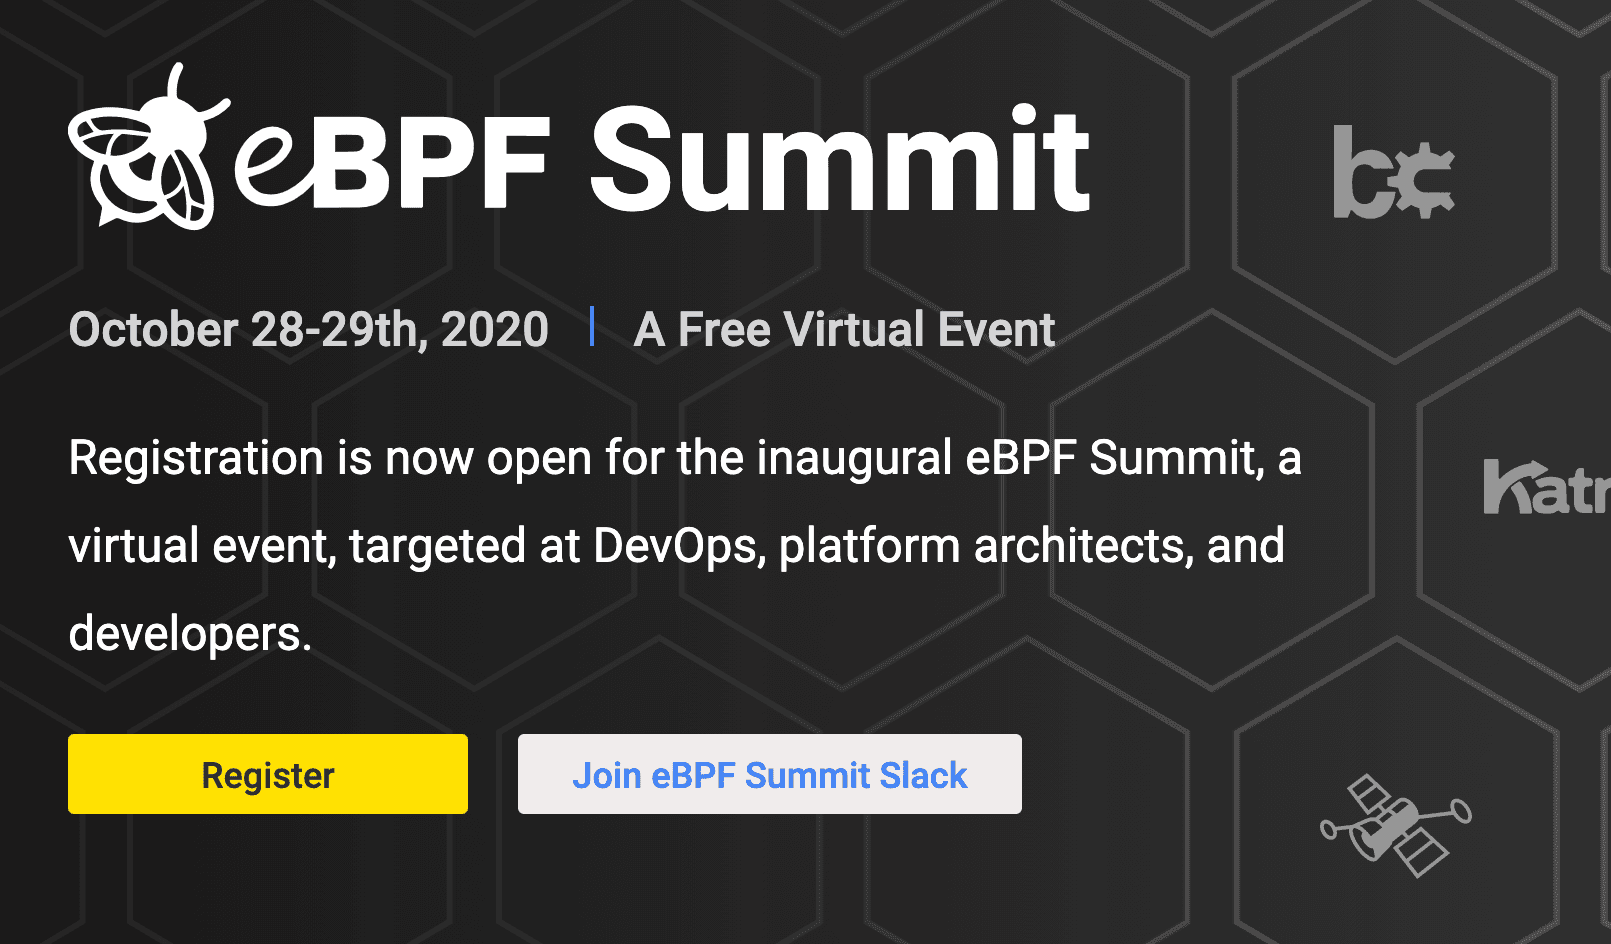 eBPF Summit
October 28-29th, 2020 | A Free Virtual Event
Registration is now open for the inaugural eBPF Summit, a
virtual event, targeted at DevOps, platform architects, and
developers.
Register
Join eBPF Summit Slack
bcc
Katr